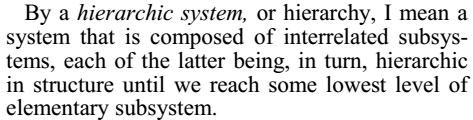 By a hierarchic system, or hierarchy, I mean a
system that is composed of interrelated subsys-
tems, each of the latter being, in turn, hierarchic
in structure until we reach some lowest level of
elementary subsystem.